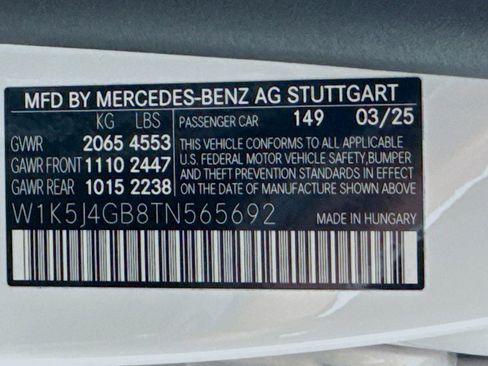 MFD BY MERCEDES-BENZ AG STUTTGART
KG LBS PASSENGER CAR 149 03/25
GVWR 2065 4553 THIS VEHICLE CONFORMS TO ALL APPLICABLE
GAWR FRONT 1110 2447 U.S. FEDERAL MOTOR VEHICLE SAFETY, BUMPER
GAWR REAR 1015 2238 AND THEFT PREVENTION STANDARDS IN EFFECT
ON THE DATE OF MANUFACTURE SHOWN ABOVE.
W1K5J4GB8TN565692 MADE IN HUNGARY